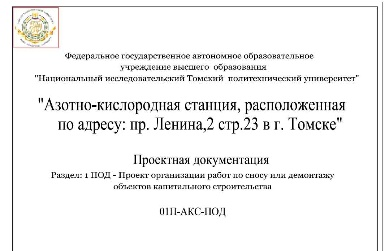 Федеральное государственное автономное образовательное
учреждение высшего образования
"Национальный исследовательский Томский политехнический университет"
"Азотно-кислородная станция, расположенная
по адресу: пр. Ленина,2 стр.23 в г. Томске"
Проектная документация
Раздел: 1 ПОД - Проект организации работ по сносу или демонтажу
объектов капитального строительства
01П-АКС-ПОД